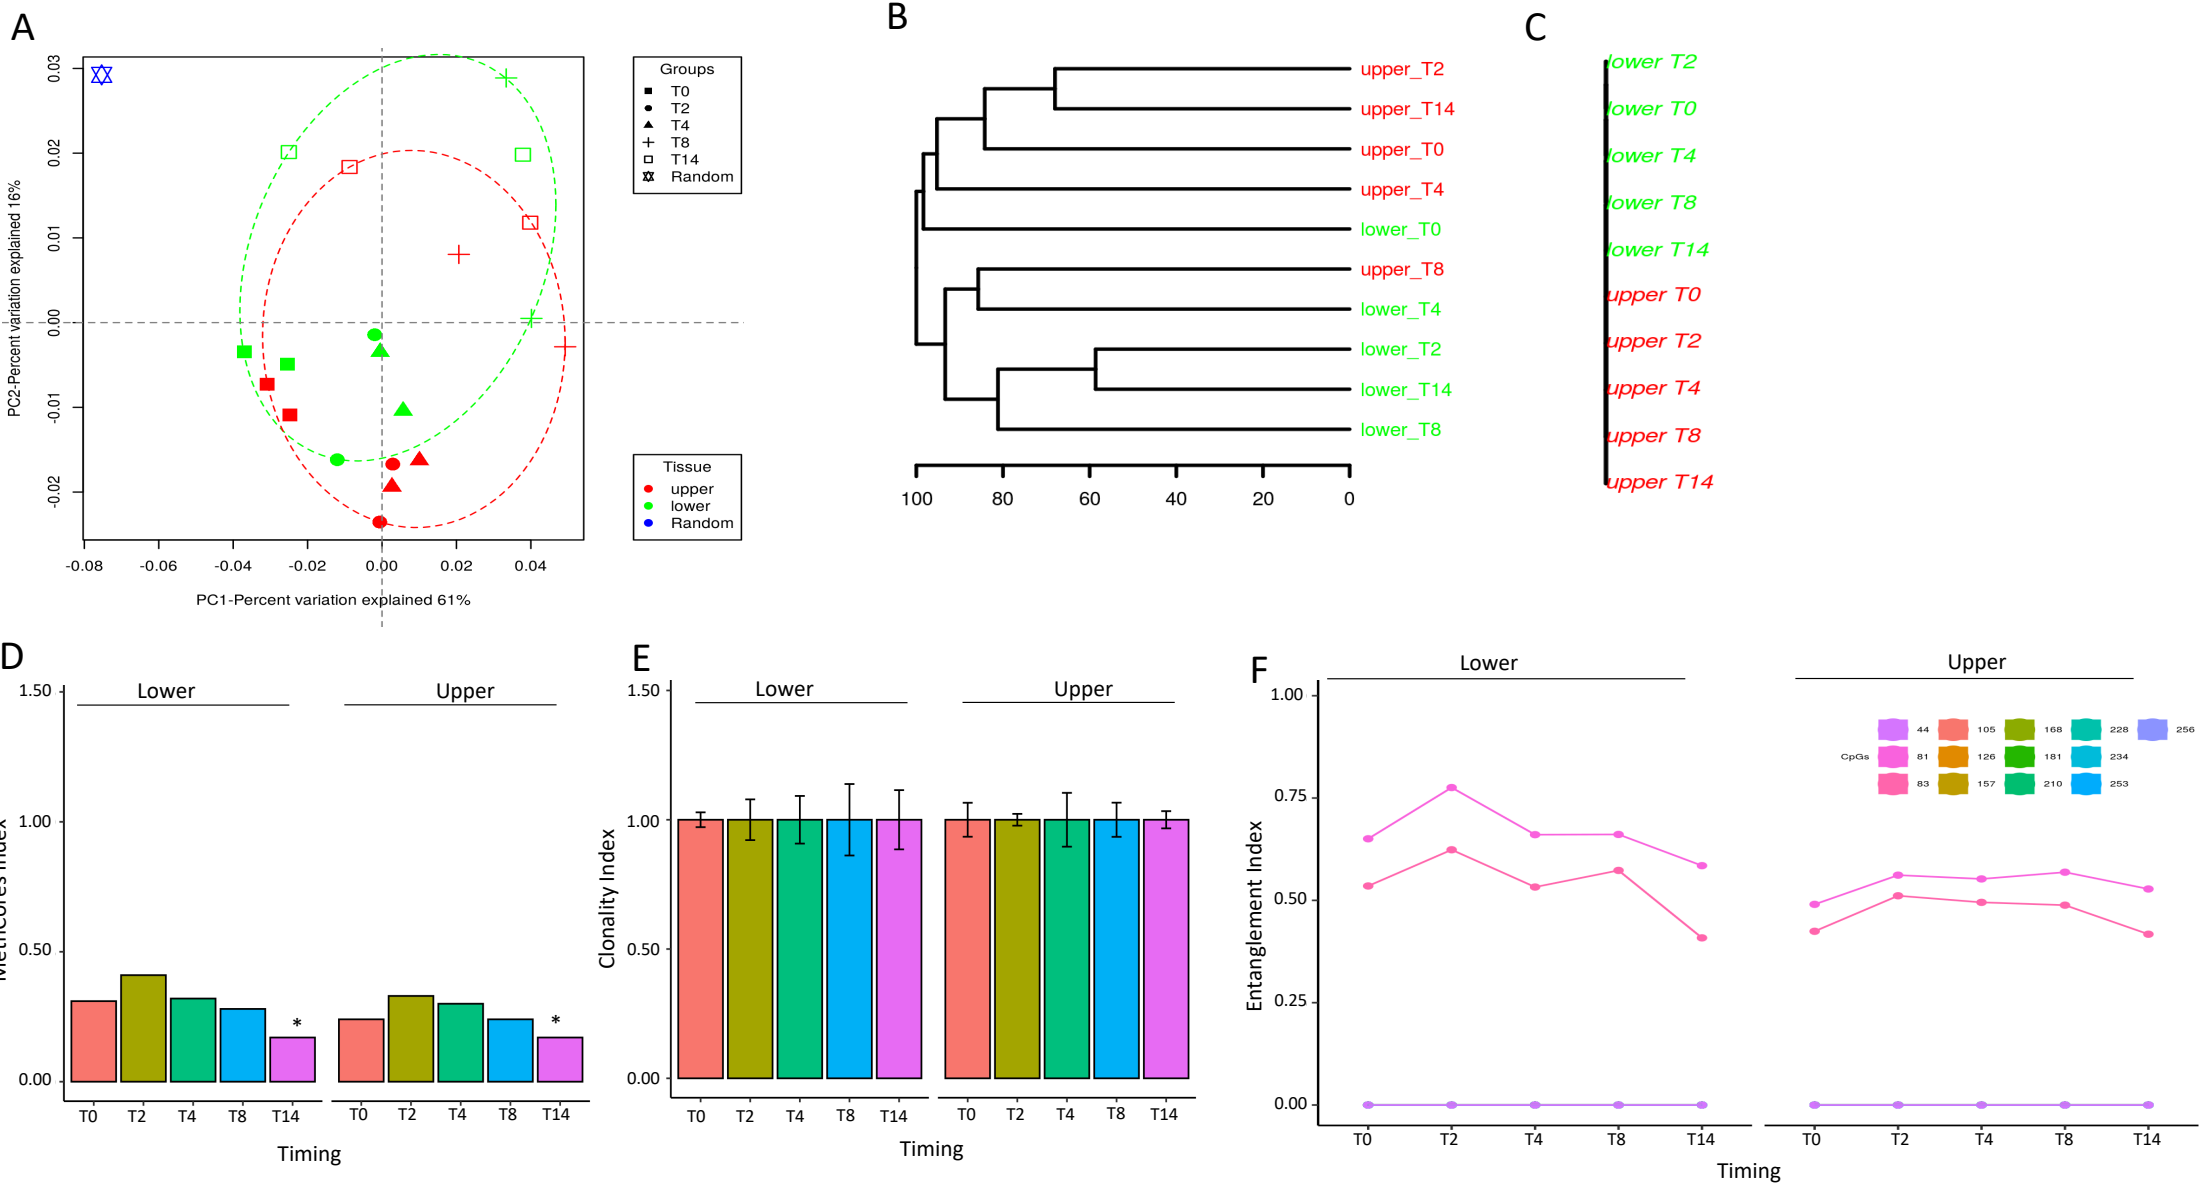 A
0.03
0.02
0.01
0.00
-0.01
-0.02
PC2-Percent variation explained 16%
-0.08 -0.06 -0.04 -0.02 0.00 0.02 0.04
PC1-Percent variation explained 61%
Groups
T0
T2
T4
T8
T14
Random
Tissue
upper
lower
Random
B
upper_T2
upper_T14
upper_T0
upper_T4
lower_T0
upper_T8
lower_T4
lower_T2
lower_T14
lower_T8
100 80 60 40 20 0
C
lower T2
lower T0
lower T4
lower T8
lower T14
upper T0
upper T2
upper T4
upper T8
upper T14
D
Lower Upper
1.50
1.00
0.50
0.00
Index
* *
T0 T2 T4 T8 T14 T0 T2 T4 T8 T14
Timing
E
Lower Upper
1.50
1.00
0.50
0.00
Clonality Index
T0 T2 T4 T8 T14 T0 T2 T4 T8 T14
Timing
F
Lower Upper
1.00
0.75
0.50
0.25
0.00
Entanglement Index
44 105 168 228 256
CpGs 81 126 181 234
83 157 210 253
T0 T2 T4 T8 T14 T0 T2 T4 T8 T14
Timing